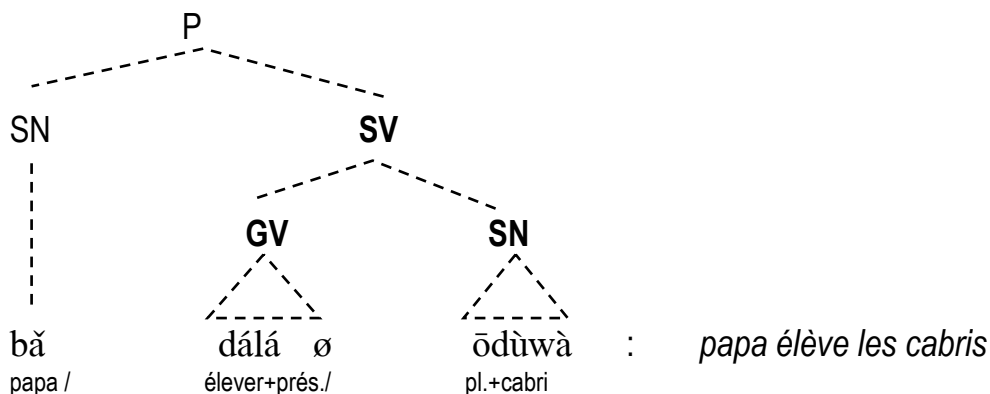 P
SN SV
GV SN
bǎ dálá ø ōdùwà : papa élève les cabris
papa / élever+prés./ pl.+cabri